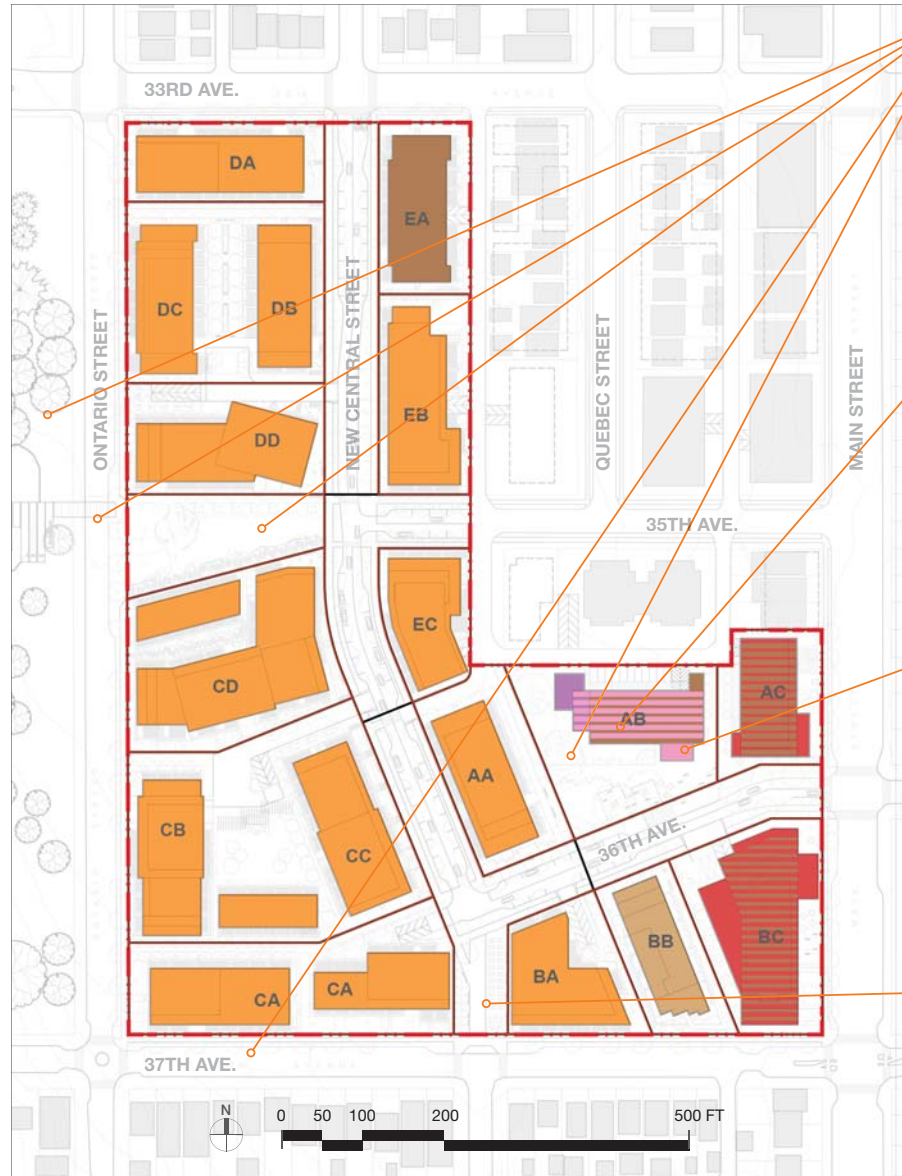 33RD AVE.
DA
EA
DC
DB
ONTARIO STREET
NEW CENTRAL STREET
QUEBEC STREET
MAIN STREET
EB
DD
35TH AVE.
EC
CD
AB
AC
AA
CB
CC
36TH AVE.
BB
BC
BA
CA
CA
37TH AVE.
N
0 50 100 200 500 FT